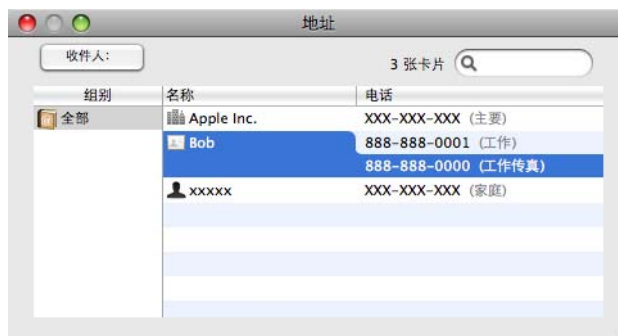 地址
收件人:
3 张卡片
组别 名称 电话
全部 Apple Inc. XXX-XXX-XXX (主要)
Bob 888-888-0001 (工作)
888-888-0000 (工作传真)
xxxxx XXX-XXX-XXX (家庭)